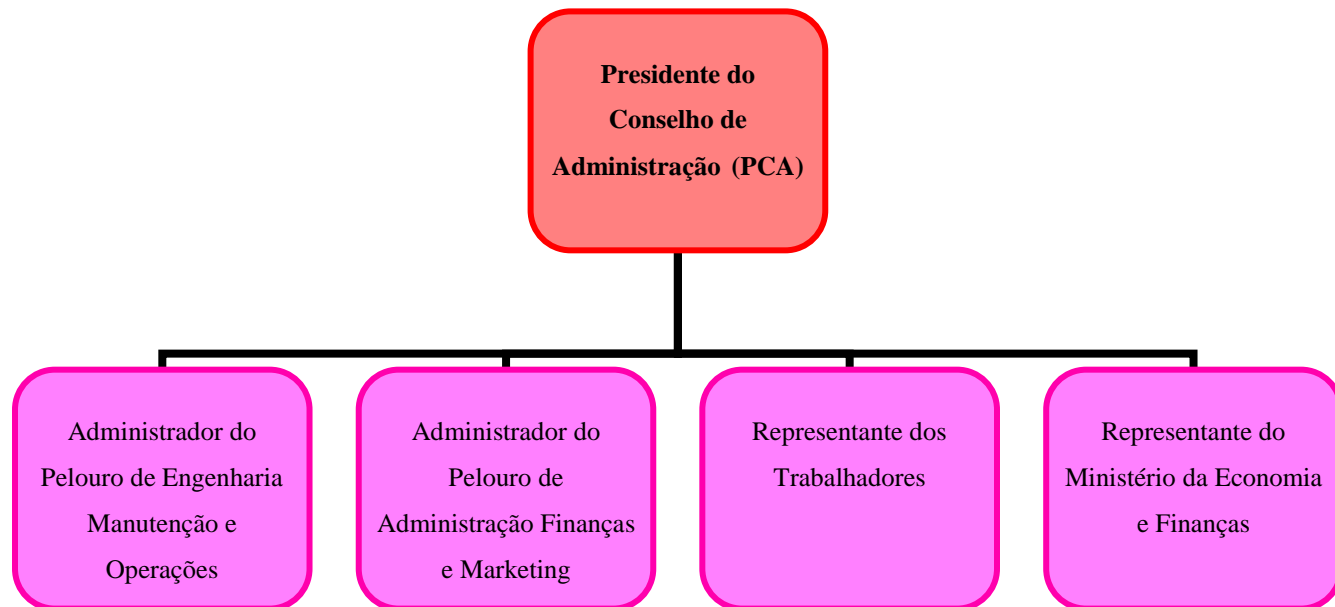 Presidente do
Conselho de
Administração (PCA)
Administrador do
Pelouro de Engenharia
Manutenção e
Operações
Administrador do
Pelouro de
Administração Finanças
e Marketing
Representante dos
Trabalhadores
Representante do
Ministério da Economia
e Finanças